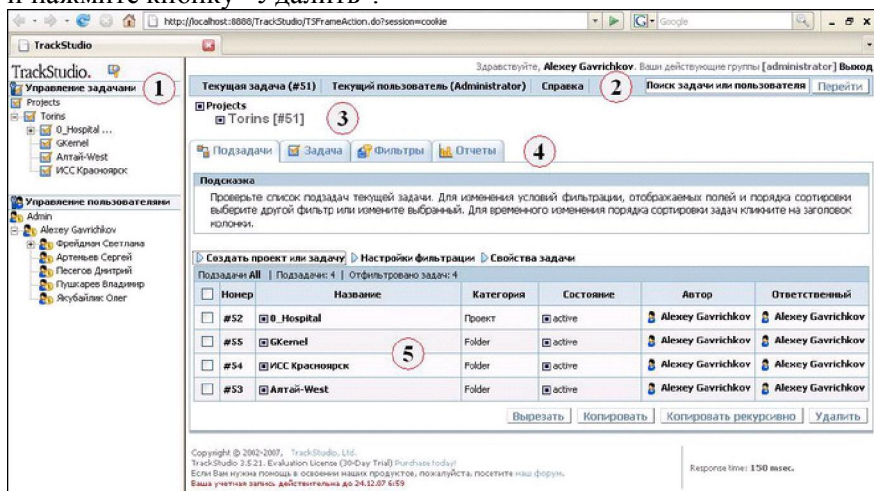 и нажмите кнопку "Удалить".
http://localhost:8888/TrackStudio/TSFrameAction.do?session=cookie
Google
TrackStudio
TrackStudio.
Здравствуйте, Alexey Gavrichkov. Ваши действующие группы [administrator] Выход
Управление задачами
1
Текущая задача (#51) Текущий пользователь (Administrator) Справка
2
Поиск задачи или пользователя Перейти
Projects
Torins
0_Hospital ...
GKernel
Алтай-West
ИСС Красноярск
Projects
Torins [#51]
3
Подзадачи Задача Фильтры Отчеты
4
Подсказка
Проверьте список подзадач текущей задачи. Для изменения условий фильтрации, отображаемых полей и порядка сортировки
выберите другой фильтр или измените выбранный. Для временного изменения порядка сортировки задач кликните на заголовок
колонки.
Управление пользователями
Admin
Alexey Gavrichkov
Фрейдман Светлана
Артеньев Сергей
Песегов Дмитрий
Пушкарев Владимир
Якубайлик Олег
Создать проект или задачу Настройки фильтрации Свойства задачи
Подзадачи All | Подзадачи: 4 | Отфильтровано задач: 4
Номер Название Категория Состояние Автор Ответственный
#52 0_Hospital Проект active Alexey Gavrichkov Alexey Gavrichkov
#55 GKernel Folder active Alexey Gavrichkov Alexey Gavrichkov
#54 ИСС Красноярск Folder active Alexey Gavrichkov Alexey Gavrichkov
5
#53 Алтай-West Folder active Alexey Gavrichkov Alexey Gavrichkov
Вырезать Копировать Копировать рекурсивно Удалить
Copyright @ 2002-2007, TrackStudio, Ltd.
TrackStudio 3.5.21. Evaluation License (30-Day Trial) Purchase today!
Если Вам нужна помощь в освоении наших продуктов, пожалуйста, посетите наш форум.
Ваша учетная запись действительна до 24.12.07 6:59
Response time: 150 msec.